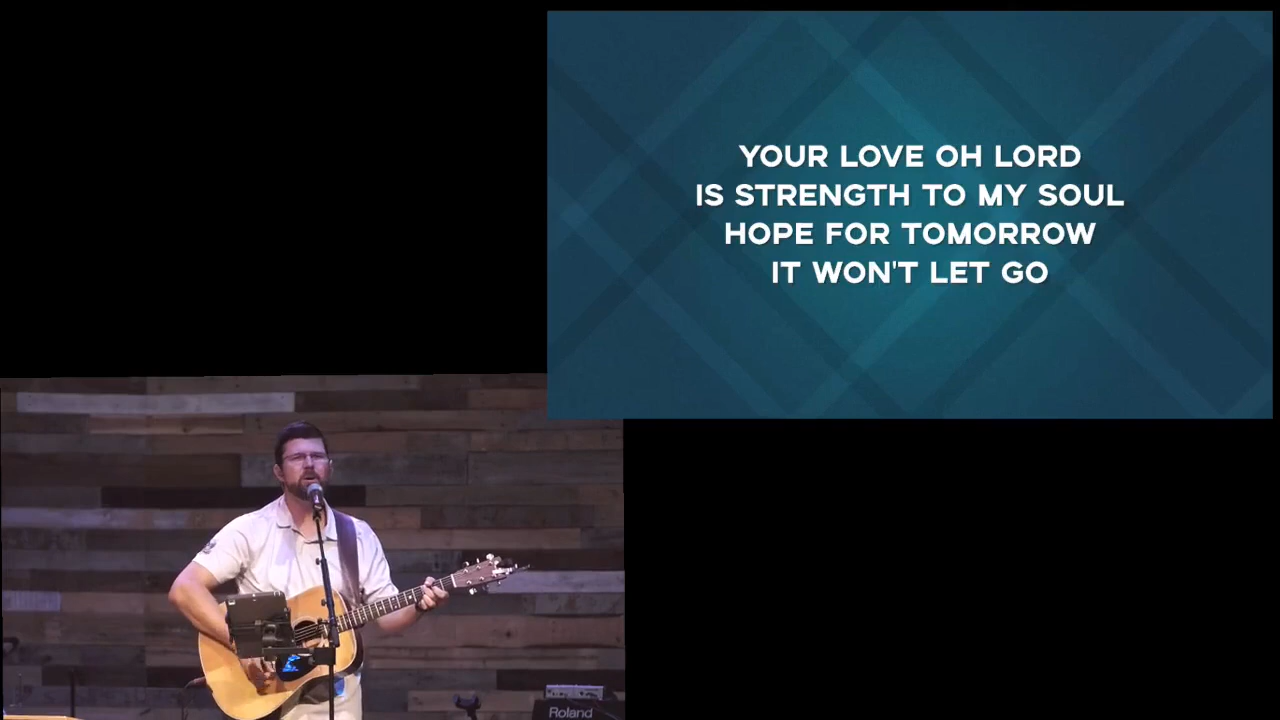 YOUR LOVE OH LORD
IS STRENGTH TO MY SOUL
HOPE FOR TOMORROW
IT WON'T LET GO
Roland